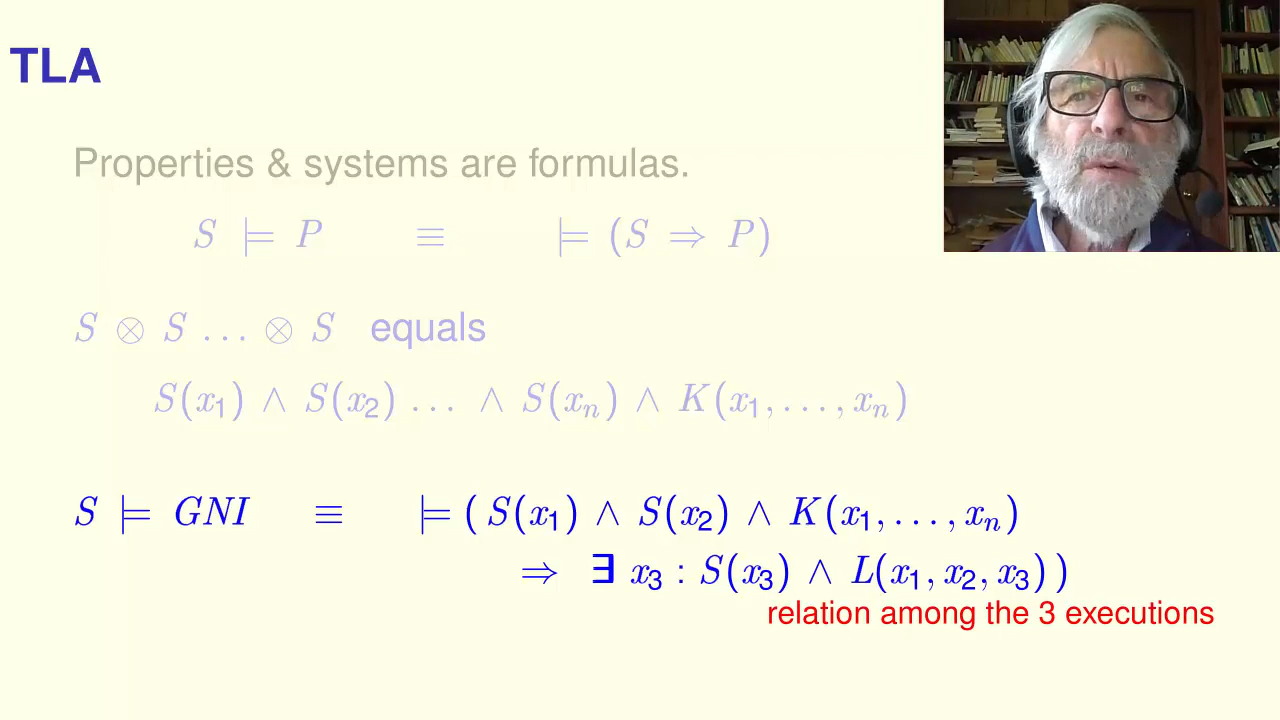 TLA
Properties & systems are formulas.
S ⊨ P ≡ ⊨ (S ⇒ P)
S ⊗ S ... ⊗ S equals
S(x₁) ∧ S(x₂) ... ∧ S(xₙ) ∧ K(x₁,...,xₙ)
S ⊨ GNI ≡ ⊨ ( S(x₁) ∧ S(x₂) ∧ K(x₁,...,xₙ)
⇒ ∃ x₃ : S(x₃) ∧ L(x₁,x₂,x₃) )
relation among the 3 executions